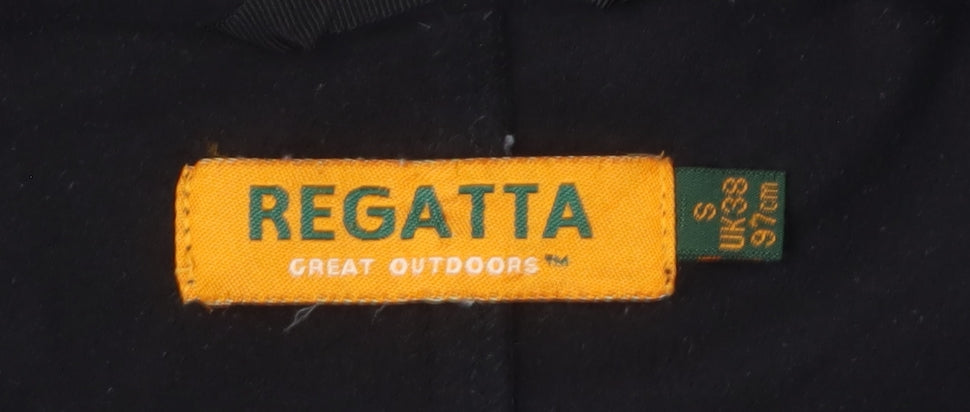 REGATTA
GREAT OUTDOORS™
S
UK38
97cm